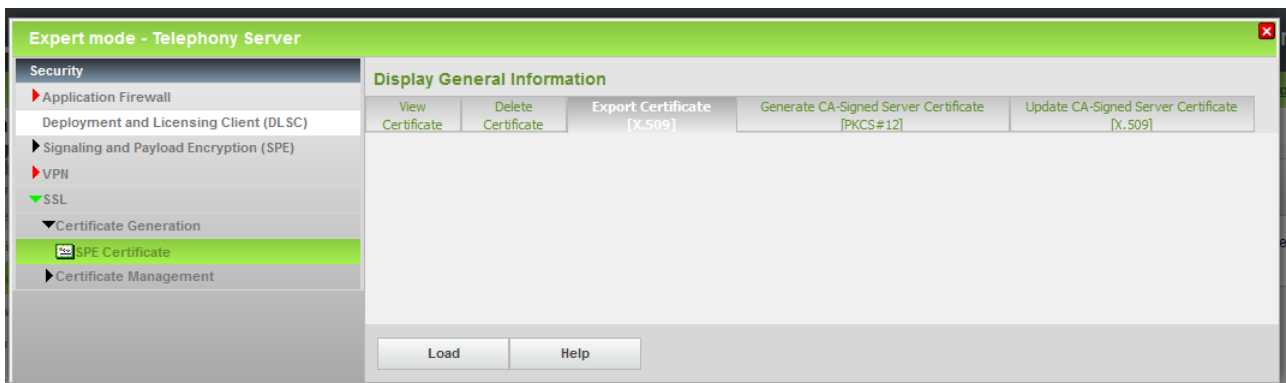 Expert mode - Telephony Server
Security
Application Firewall
Deployment and Licensing Client (DLSC)
Signaling and Payload Encryption (SPE)
VPN
SSL
Certificate Generation
SPE Certificate
Certificate Management
Display General Information
View
Certificate
Delete
Certificate
Export Certificate
[X.509]
Generate CA-Signed Server Certificate
[PKCS#12]
Update CA-Signed Server Certificate
[X.509]
Load
Help